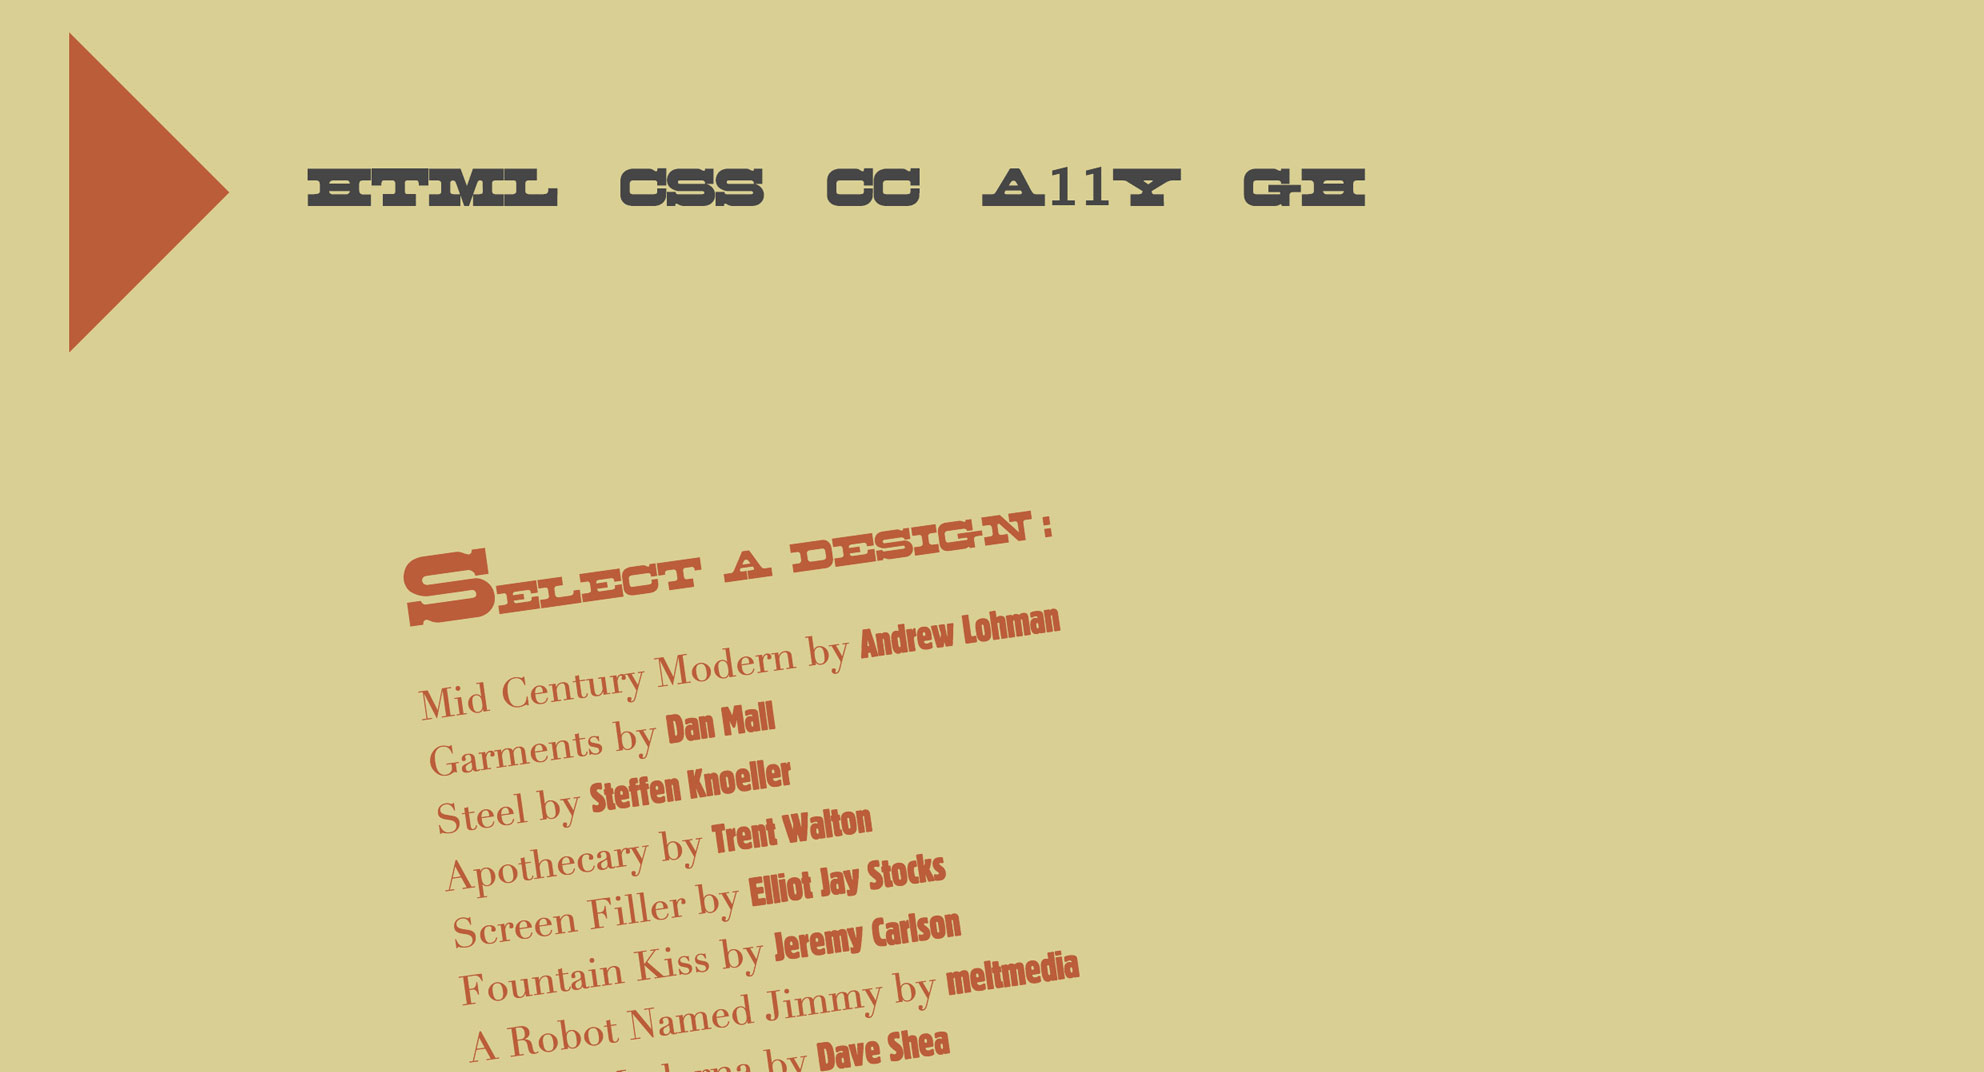 HTML CSS CC A11Y GH
Select a design:
Mid Century Modern by Andrew Lohman
Garments by Dan Mall
Steel by Steffen Knoeller
Apothecary by Trent Walton
Screen Filler by Elliot Jay Stocks
Fountain Kiss by Jeremy Carlson
A Robot Named Jimmy by meltmedia
by Dave Shea